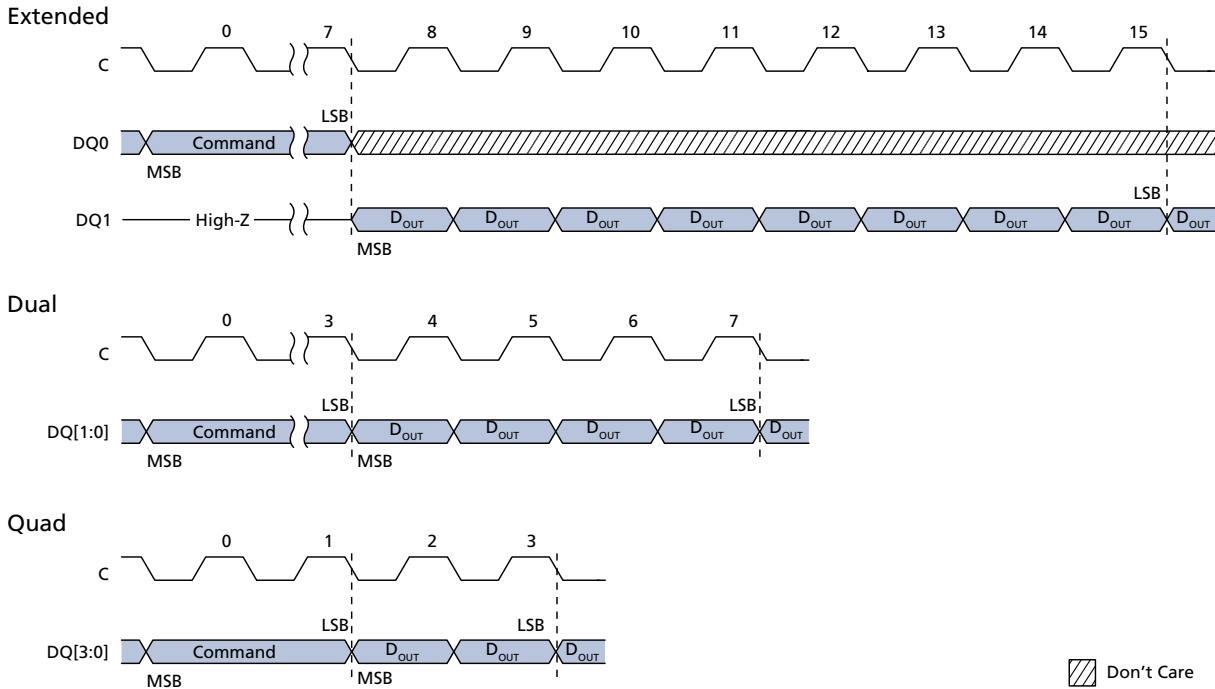 Extended
0 7 8 9 10 11 12 13 14 15
C
LSB
DQ0 Command
MSB
LSB
DQ1 High-Z DOUT DOUT DOUT DOUT DOUT DOUT DOUT DOUT DOUT
MSB
Dual
0 3 4 5 6 7
C
LSB LSB
DQ[1:0] Command DOUT DOUT DOUT DOUT DOUT
MSB MSB
Quad
0 1 2 3
C
LSB LSB
DQ[3:0] Command DOUT DOUT DOUT
MSB MSB
Don't Care